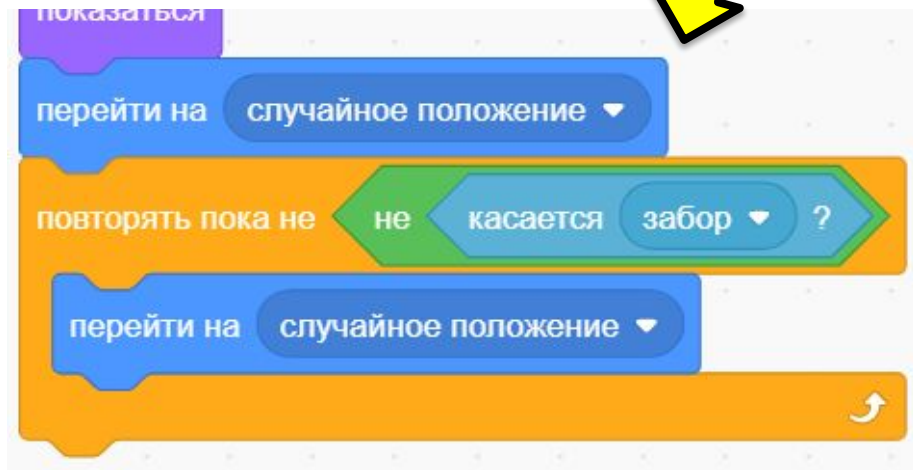 показаться
перейти на случайное положение
повторять пока не не касается забор ?
перейти на случайное положение